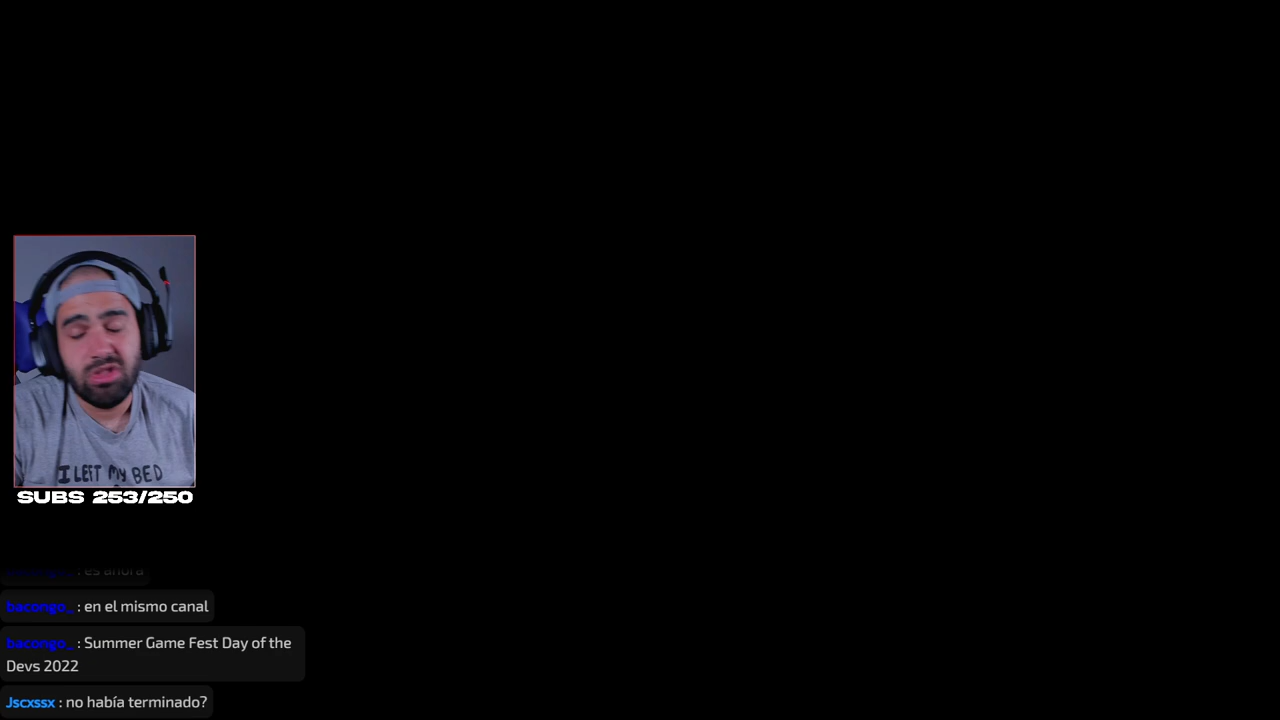 I LEFT MY BED
SUBS 253/250
: es ahora
bacongo_ : en el mismo canal
bacongo_ : Summer Game Fest Day of the
Devs 2022
Jscxssx : no había terminado?